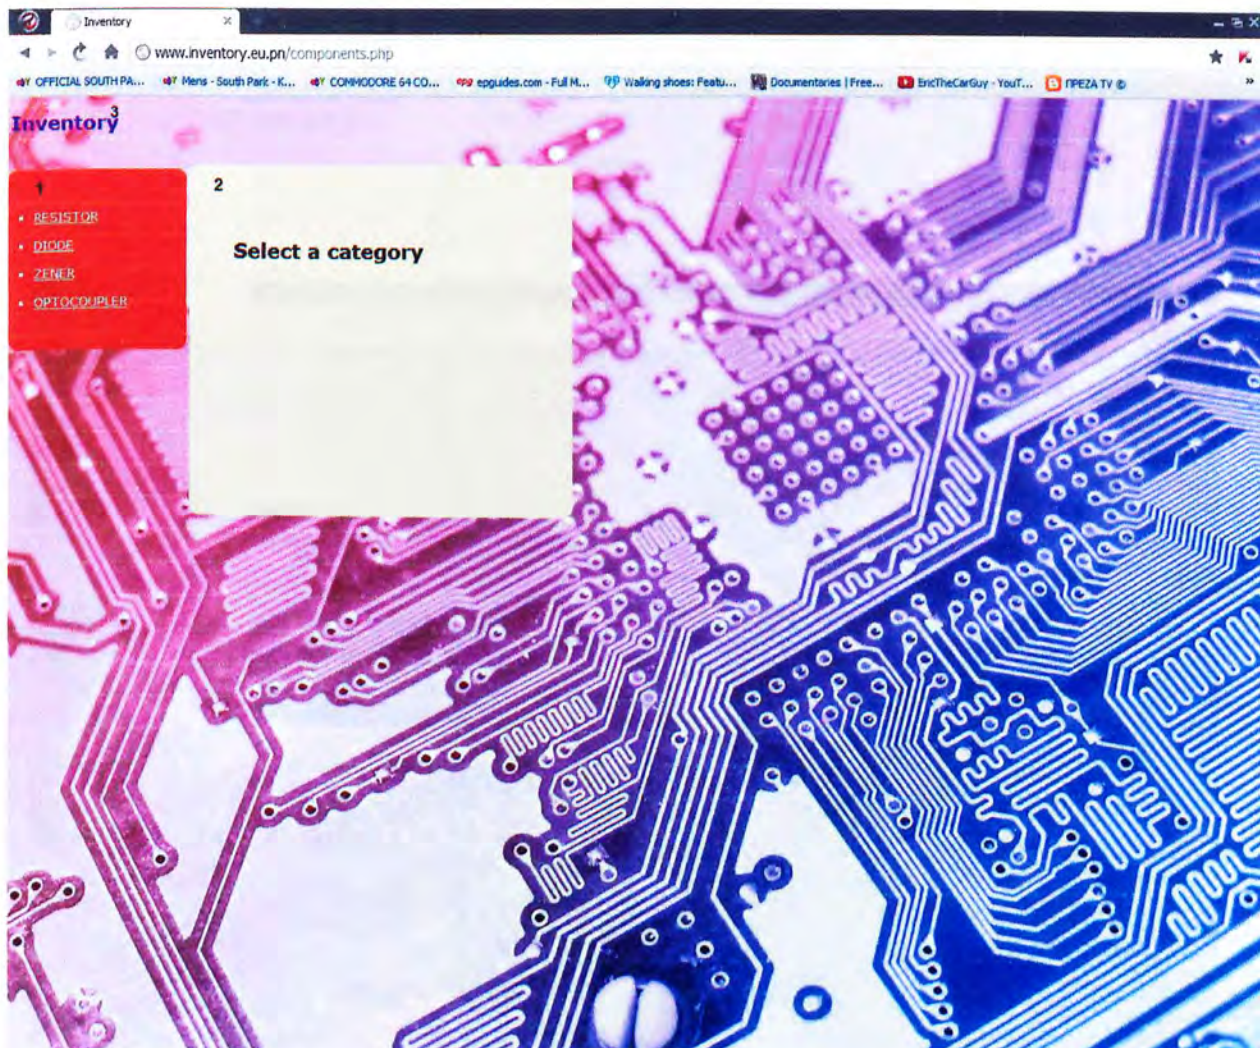 Inventory
www.inventory.eu.pn/components.php
OFFICIAL SOUTH PA... Mens - South Park - K... COMMODORE 64 CO... epguides.com - Full M... Walking shoes: Featu... Documentaries | Free... EricTheCarGuy - YouT... ΠΡΕΖΑ TV ©
3
Inventory
1
RESISTOR
DIODE
ZENER
OPTOCOUPLER
2
Select a category